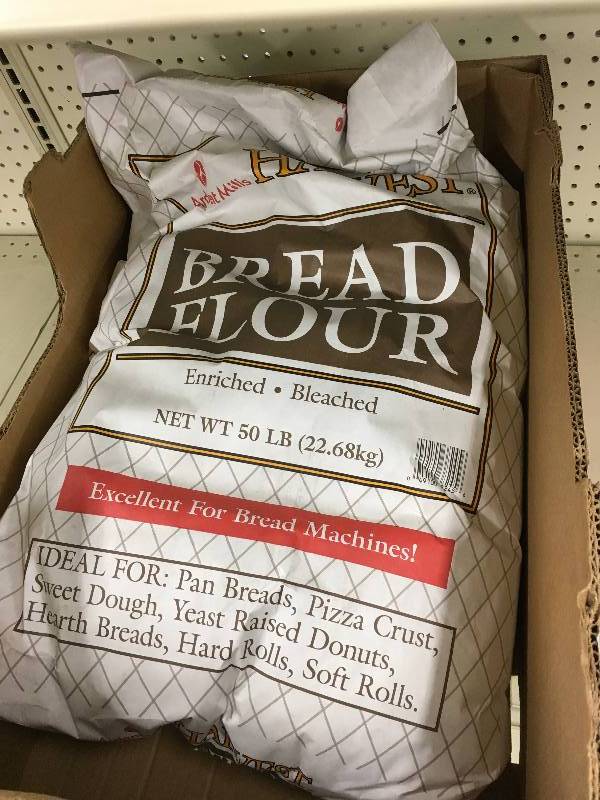 HARVEST®
BREAD
FLOUR
Enriched • Bleached
NET WT 50 LB (22.68kg)
Excellent For Bread Machines!
IDEAL FOR: Pan Breads, Pizza Crust,
Sweet Dough, Yeast Raised Donuts,
Hearth Breads, Hard Rolls, Soft Rolls.